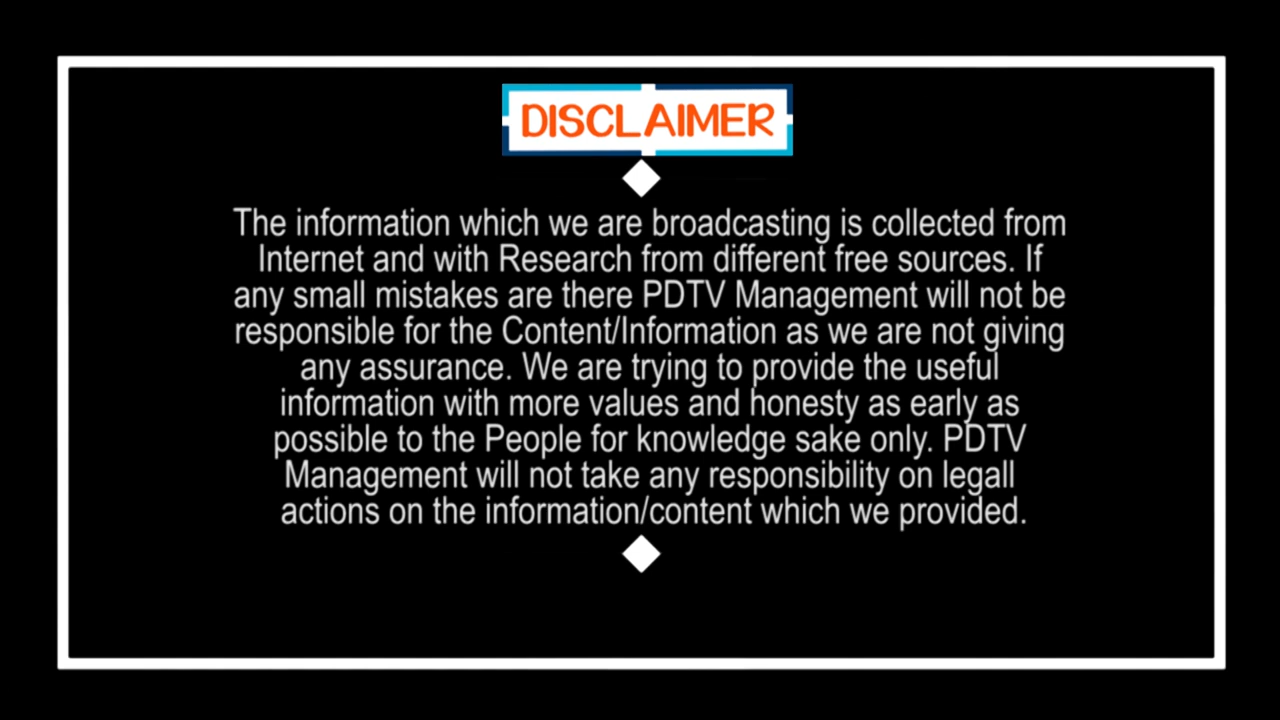 DISCLAIMER
The information which we are broadcasting is collected from
Internet and with Research from different free sources. If
any small mistakes are there PDTV Management will not be
responsible for the Content/Information as we are not giving
any assurance. We are trying to provide the useful
information with more values and honesty as early as
possible to the People for knowledge sake only. PDTV
Management will not take any responsibility on legall
actions on the information/content which we provided.